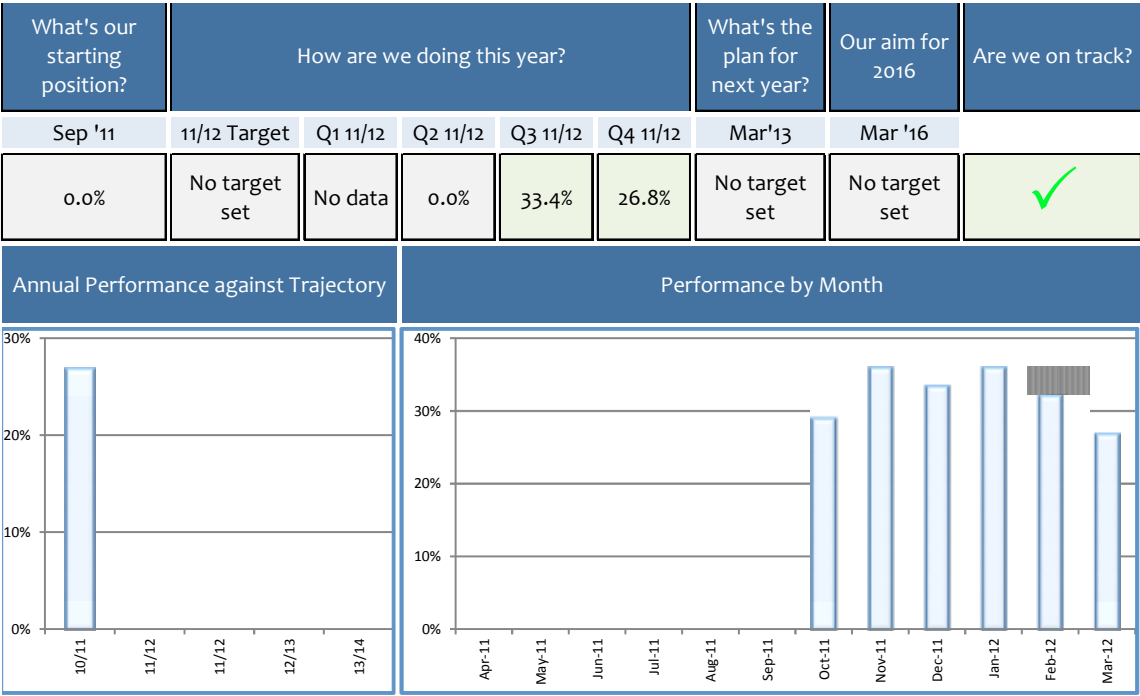 What's our
starting
position?
How are we doing this year?
What's the
plan for
next year?
Our aim for
2016
Are we on track?
Sep '11
11/12 Target
Q1 11/12
Q2 11/12
Q3 11/12
Q4 11/12
Mar'13
Mar '16
0.0%
No target
set
No data
0.0%
33.4%
26.8%
No target
set
No target
set
Annual Performance against Trajectory
Performance by Month
30%
20%
10%
0%
10/11
11/12
11/12
12/13
13/14
40%
30%
20%
10%
0%
Apr-11
May-11
Jun-11
Jul-11
Aug-11
Sep-11
Oct-11
Nov-11
Dec-11
Jan-12
Feb-12
Mar-12